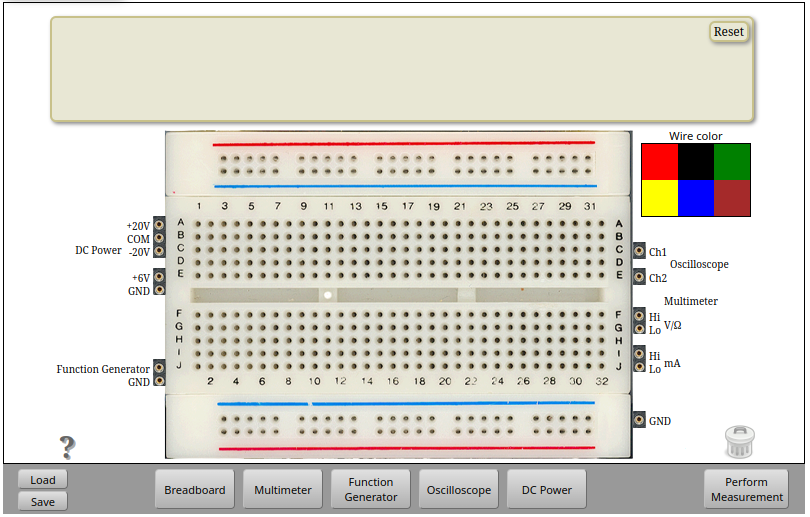 Reset
Wire color
1 3 5 7 9 11 13 15 17 19 21 23 25 27 29 31
A A
+20V
B B
COM
C C
DC Power -20V
Ch1
D D
Oscilloscope
E E
+6V
Ch2
GND
Multimeter
F F
Hi
G G
Lo V/Ω
H H
I I
Hi
J J
Lo mA
Function Generator
GND
2 4 6 8 10 12 14 16 18 20 22 24 26 28 30 32
GND
?
Load
Save
Breadboard
Multimeter
Function
Generator
Oscilloscope
DC Power
Perform
Measurement